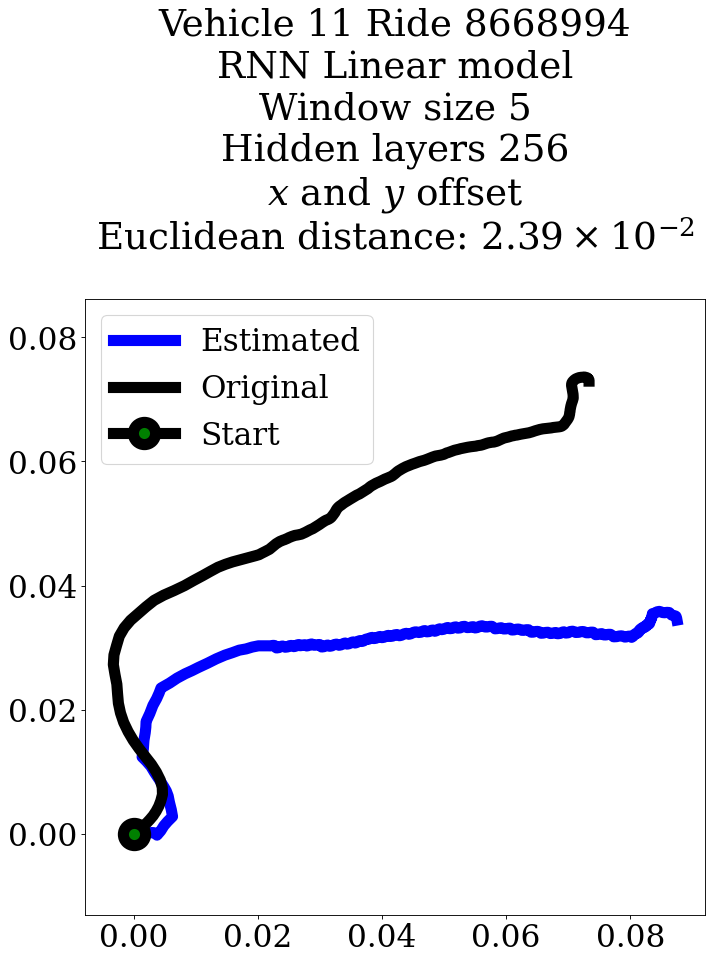 Vehicle 11 Ride 8668994
RNN Linear model
Window size 5
Hidden layers 256
x and y offset
Euclidean distance: 2.39 × 10⁻²
Estimated
Original
Start
0.08
0.06
0.04
0.02
0.00
0.00 0.02 0.04 0.06 0.08